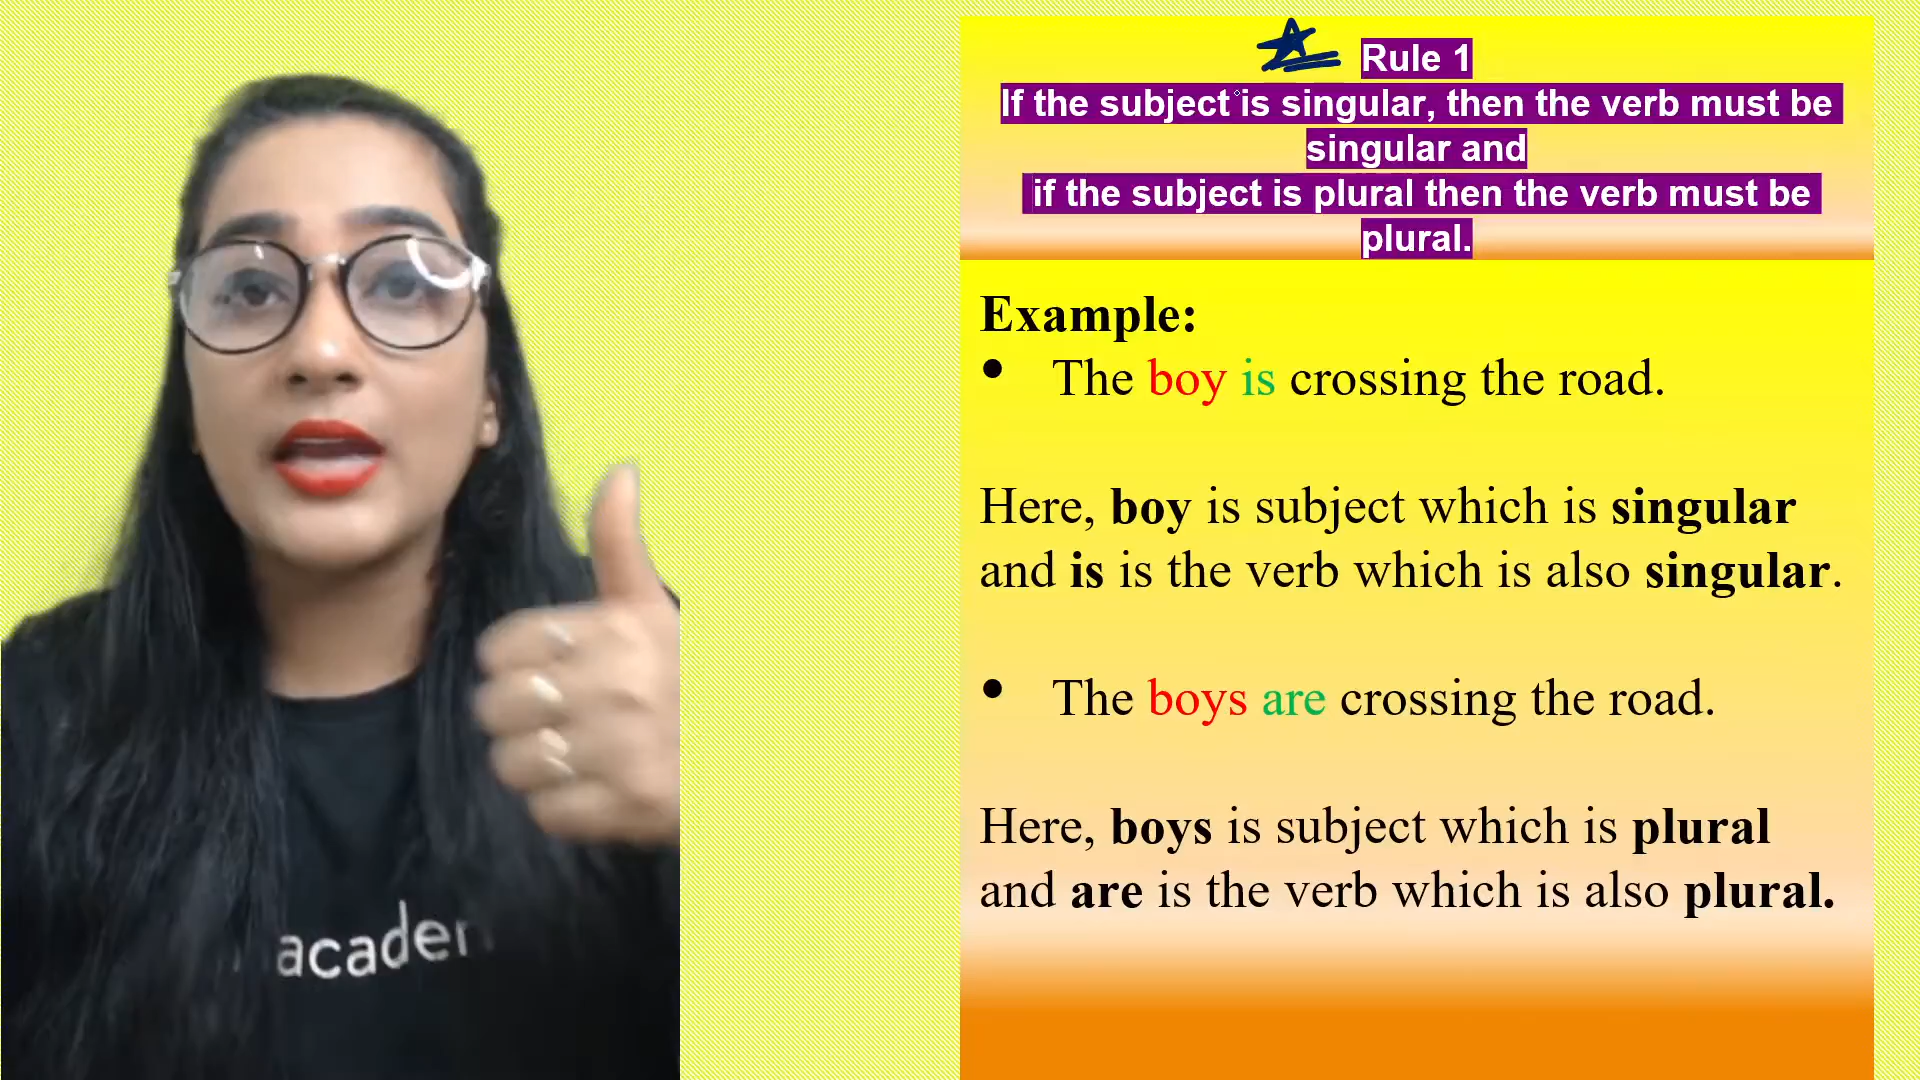 Rule 1
If the subject is singular, then the verb must be
singular and
if the subject is plural then the verb must be
plural.
Example:
• The boy is crossing the road.
Here, boy is subject which is singular
and is is the verb which is also singular.
• The boys are crossing the road.
Here, boys is subject which is plural
and are is the verb which is also plural.